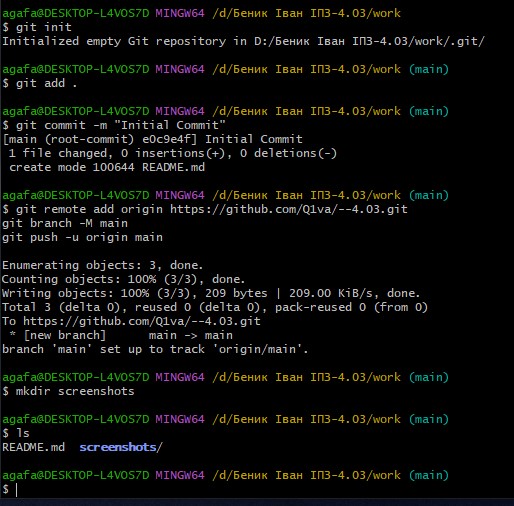 agafa@DESKTOP-L4VOS7D MINGW64 /d/Беник Іван ІПЗ-4.03/work
$ git init
Initialized empty Git repository in D:/Беник Іван ІПЗ-4.03/work/.git/
agafa@DESKTOP-L4VOS7D MINGW64 /d/Беник Іван ІПЗ-4.03/work (main)
$ git add .
agafa@DESKTOP-L4VOS7D MINGW64 /d/Беник Іван ІПЗ-4.03/work (main)
$ git commit -m "Initial Commit"
[main (root-commit) e0c9e4f] Initial Commit
 1 file changed, 0 insertions(+), 0 deletions(-)
 create mode 100644 README.md
agafa@DESKTOP-L4VOS7D MINGW64 /d/Беник Іван ІПЗ-4.03/work (main)
$ git remote add origin https://github.com/Q1va/--4.03.git
git branch -M main
git push -u origin main
Enumerating objects: 3, done.
Counting objects: 100% (3/3), done.
Writing objects: 100% (3/3), 209 bytes | 209.00 KiB/s, done.
Total 3 (delta 0), reused 0 (delta 0), pack-reused 0 (from 0)
To https://github.com/Q1va/--4.03.git
 * [new branch]      main -> main
branch 'main' set up to track 'origin/main'.
agafa@DESKTOP-L4VOS7D MINGW64 /d/Беник Іван ІПЗ-4.03/work (main)
$ mkdir screenshots
agafa@DESKTOP-L4VOS7D MINGW64 /d/Беник Іван ІПЗ-4.03/work (main)
$ ls
README.md  screenshots/
agafa@DESKTOP-L4VOS7D MINGW64 /d/Беник Іван ІПЗ-4.03/work (main)
$